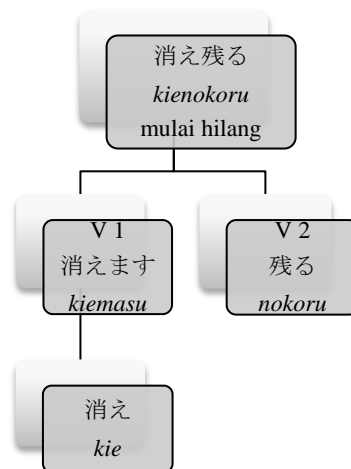 消え残る
kienokoru
mulai hilang
V 1
消えます
kiemasu
V 2
残る
nokoru
消え
kie